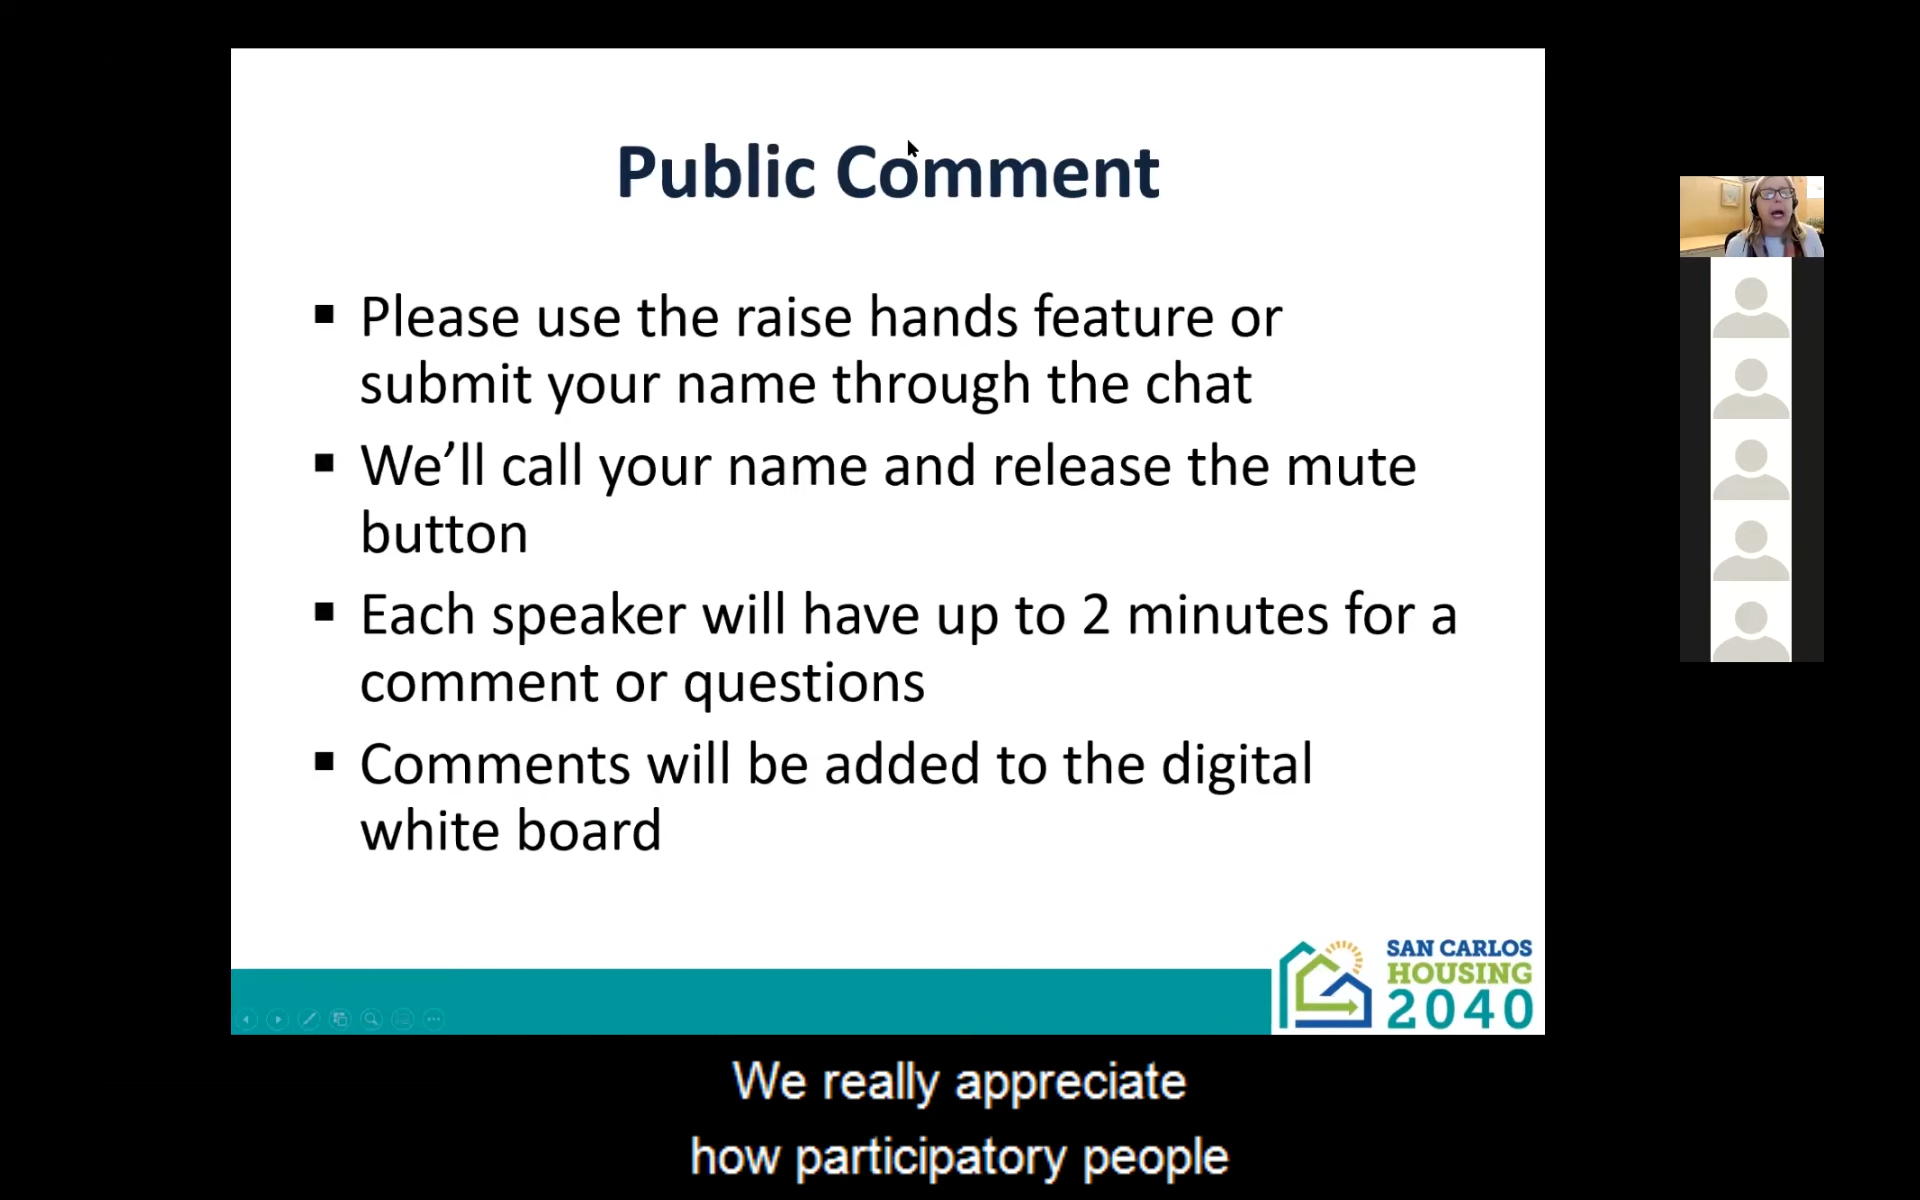 Public Comment
▪ Please use the raise hands feature or
submit your name through the chat
▪ We’ll call your name and release the mute
button
▪ Each speaker will have up to 2 minutes for a
comment or questions
▪ Comments will be added to the digital
white board
SAN CARLOS
HOUSING
2040
We really appreciate
how participatory people